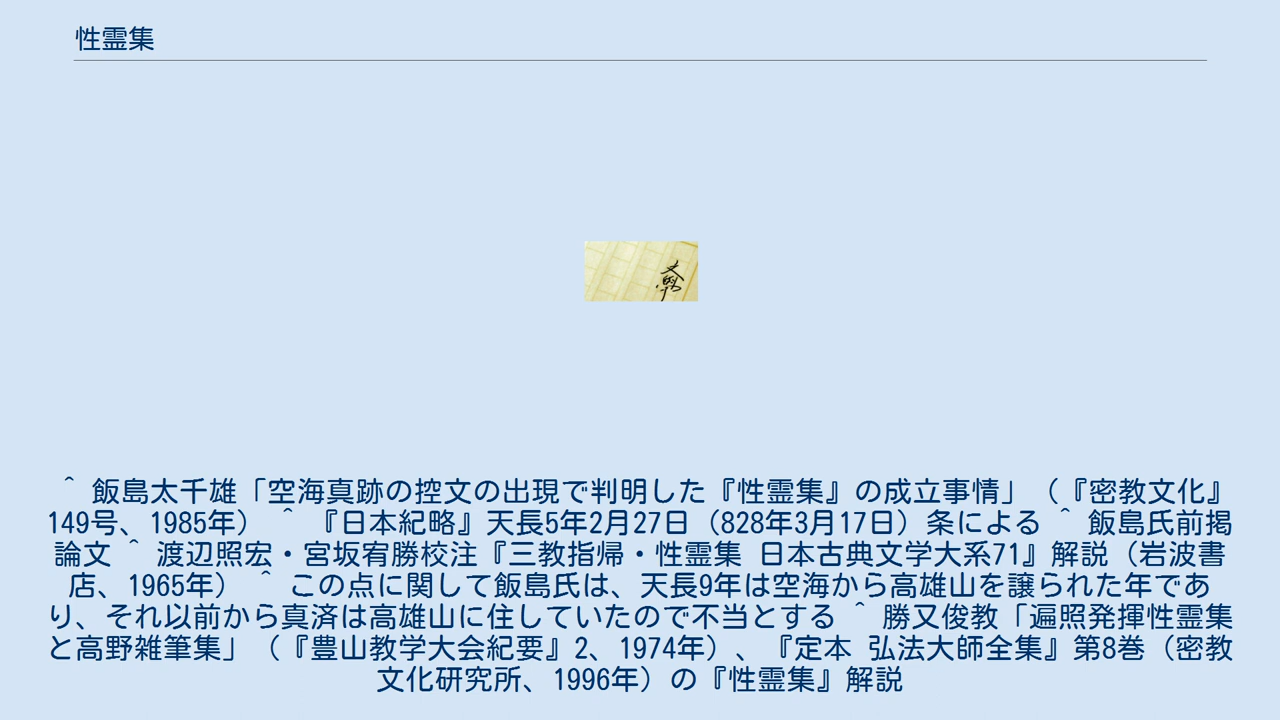 性霊集
＾ 飯島太千雄「空海真跡の控文の出現で判明した『性霊集』の成立事情」（『密教文化』
149号、1985年） ＾ 『日本紀略』天長5年2月27日（828年3月17日）条による ＾ 飯島氏前掲
論文 ＾ 渡辺照宏・宮坂宥勝校注『三教指帰・性霊集 日本古典文学大系71』解説（岩波書
店、1965年） ＾ この点に関して飯島氏は、天長9年は空海から高雄山を譲られた年であ
り、それ以前から真済は高雄山に住していたので不当とする ＾ 勝又俊教「遍照発揮性霊集
と高野雑筆集」（『豊山教学大会紀要』2、1974年）、『定本 弘法大師全集』第8巻（密教
文化研究所、1996年）の『性霊集』解説